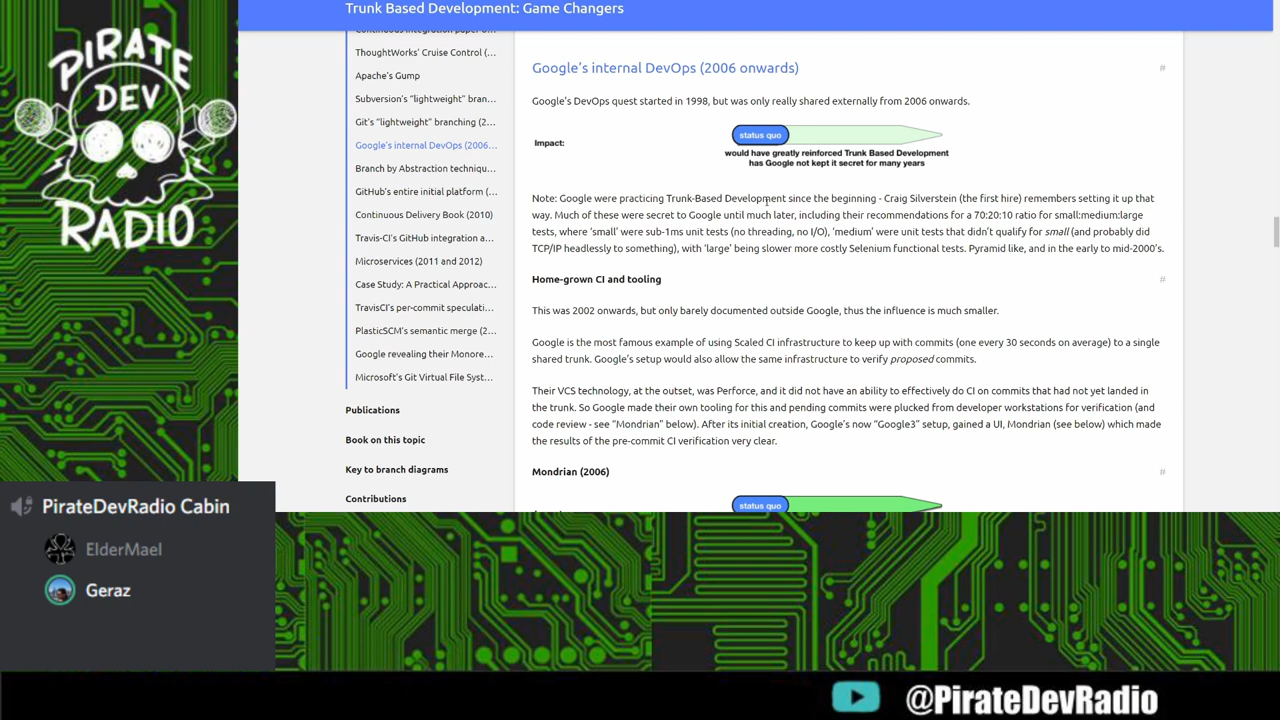 Trunk Based Development: Game Changers
PIRATE
DEV
RADIO
ThoughtWorks' Cruise Control (…
Apache's Gump
Subversion's "lightweight" bran…
Git's "lightweight" branching (2…
Google's internal DevOps (2006…
Branch by Abstraction techniqu…
GitHub's entire initial platform (…
Continuous Delivery Book (2010)
Travis-CI's GitHub integration a…
Microservices (2011 and 2012)
Case Study: A Practical Approac…
TravisCI's per-commit speculati…
PlasticSCM's semantic merge (2…
Google revealing their Monore…
Microsoft's Git Virtual File Syst…
Publications
Book on this topic
Key to branch diagrams
Contributions
Google's internal DevOps (2006 onwards)
#
Google's DevOps quest started in 1998, but was only really shared externally from 2006 onwards.
Impact:
status quo
would have greatly reinforced Trunk Based Development
has Google not kept it secret for many years
Note: Google were practicing Trunk-Based Development since the beginning - Craig Silverstein (the first hire) remembers setting it up that
way. Much of these were secret to Google until much later, including their recommendations for a 70:20:10 ratio for small:medium:large
tests, where 'small' were sub-1ms unit tests (no threading, no I/O), 'medium' were unit tests that didn't qualify for small (and probably did
TCP/IP headlessly to something), with 'large' being slower more costly Selenium functional tests. Pyramid like, and in the early to mid-2000's.
Home-grown CI and tooling
#
This was 2002 onwards, but only barely documented outside Google, thus the influence is much smaller.
Google is the most famous example of using Scaled CI infrastructure to keep up with commits (one every 30 seconds on average) to a single
shared trunk. Google's setup would also allow the same infrastructure to verify proposed commits.
Their VCS technology, at the outset, was Perforce, and it did not have an ability to effectively do CI on commits that had not yet landed in
the trunk. So Google made their own tooling for this and pending commits were plucked from developer workstations for verification (and
code review - see "Mondrian" below). After its initial creation, Google's now "Google3" setup, gained a UI, Mondrian (see below) which made
the results of the pre-commit CI verification very clear.
Mondrian (2006)
#
status quo
PirateDevRadio Cabin
ElderMael
Geraz
@PirateDevRadio